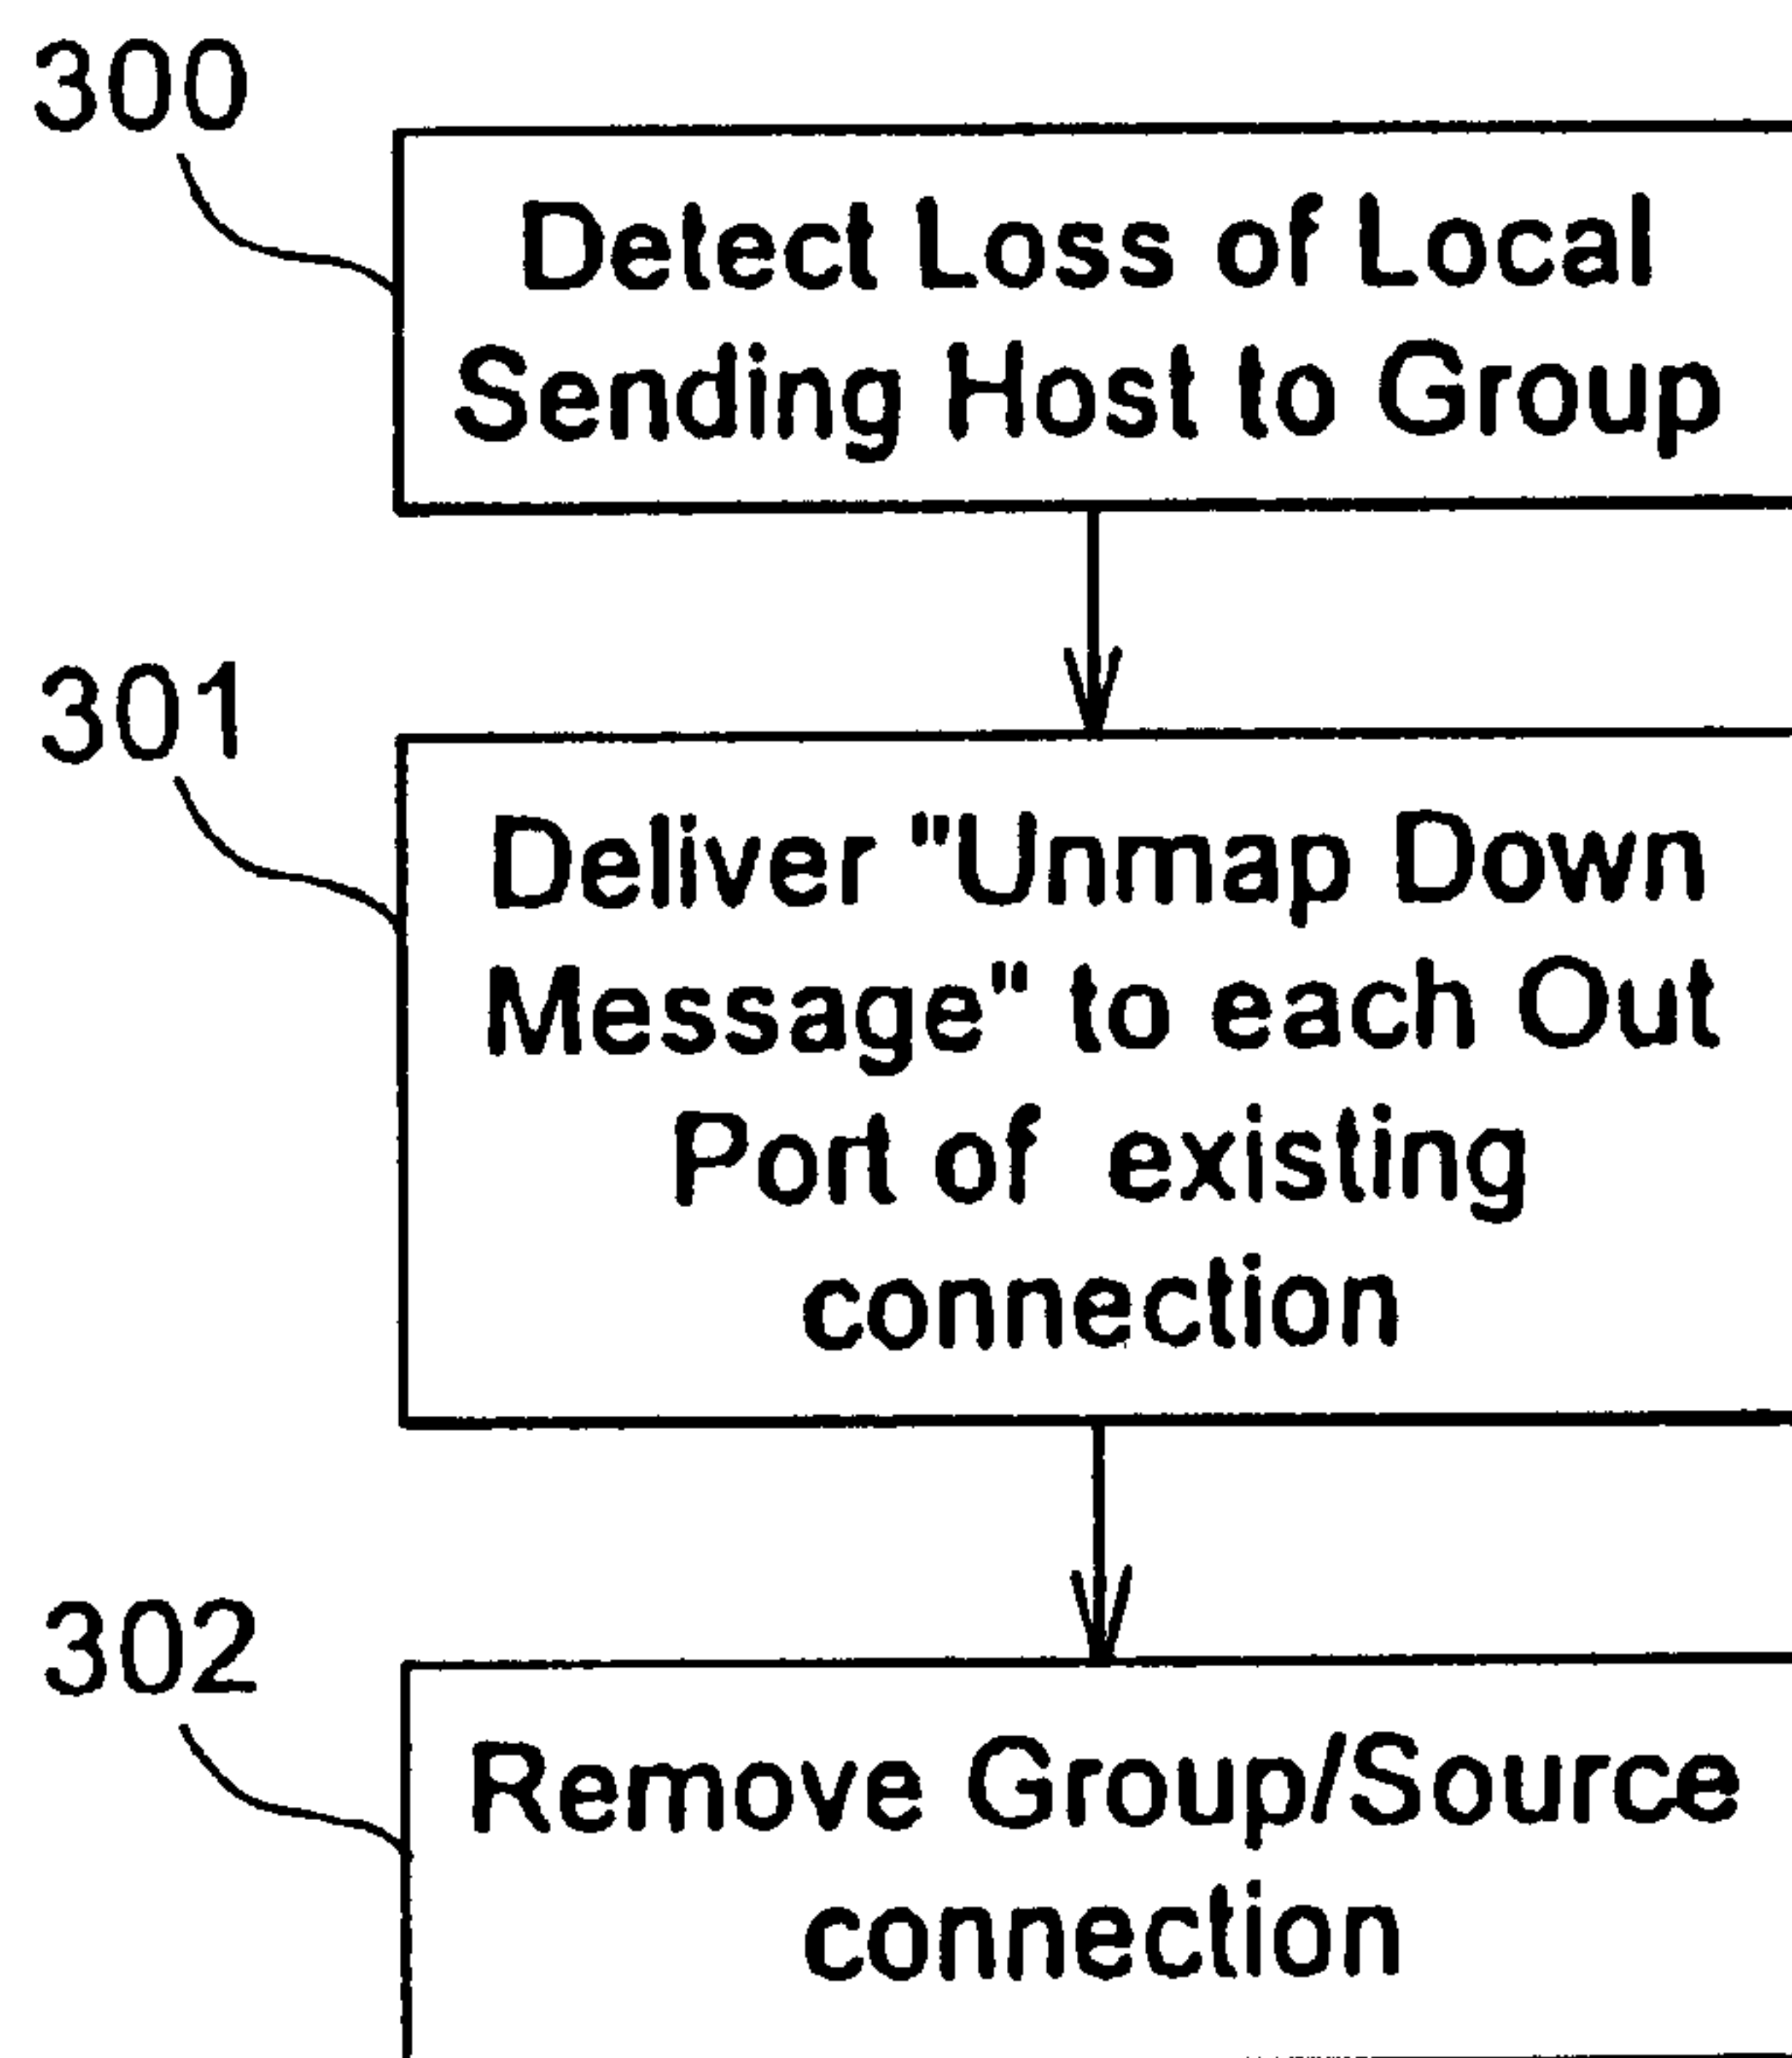 300
Detect Loss of Local
Sending Host to Group
301
Deliver "Unmap Down
Message" to each Out
Port of existing
connection
302
Remove Group/Source
connection